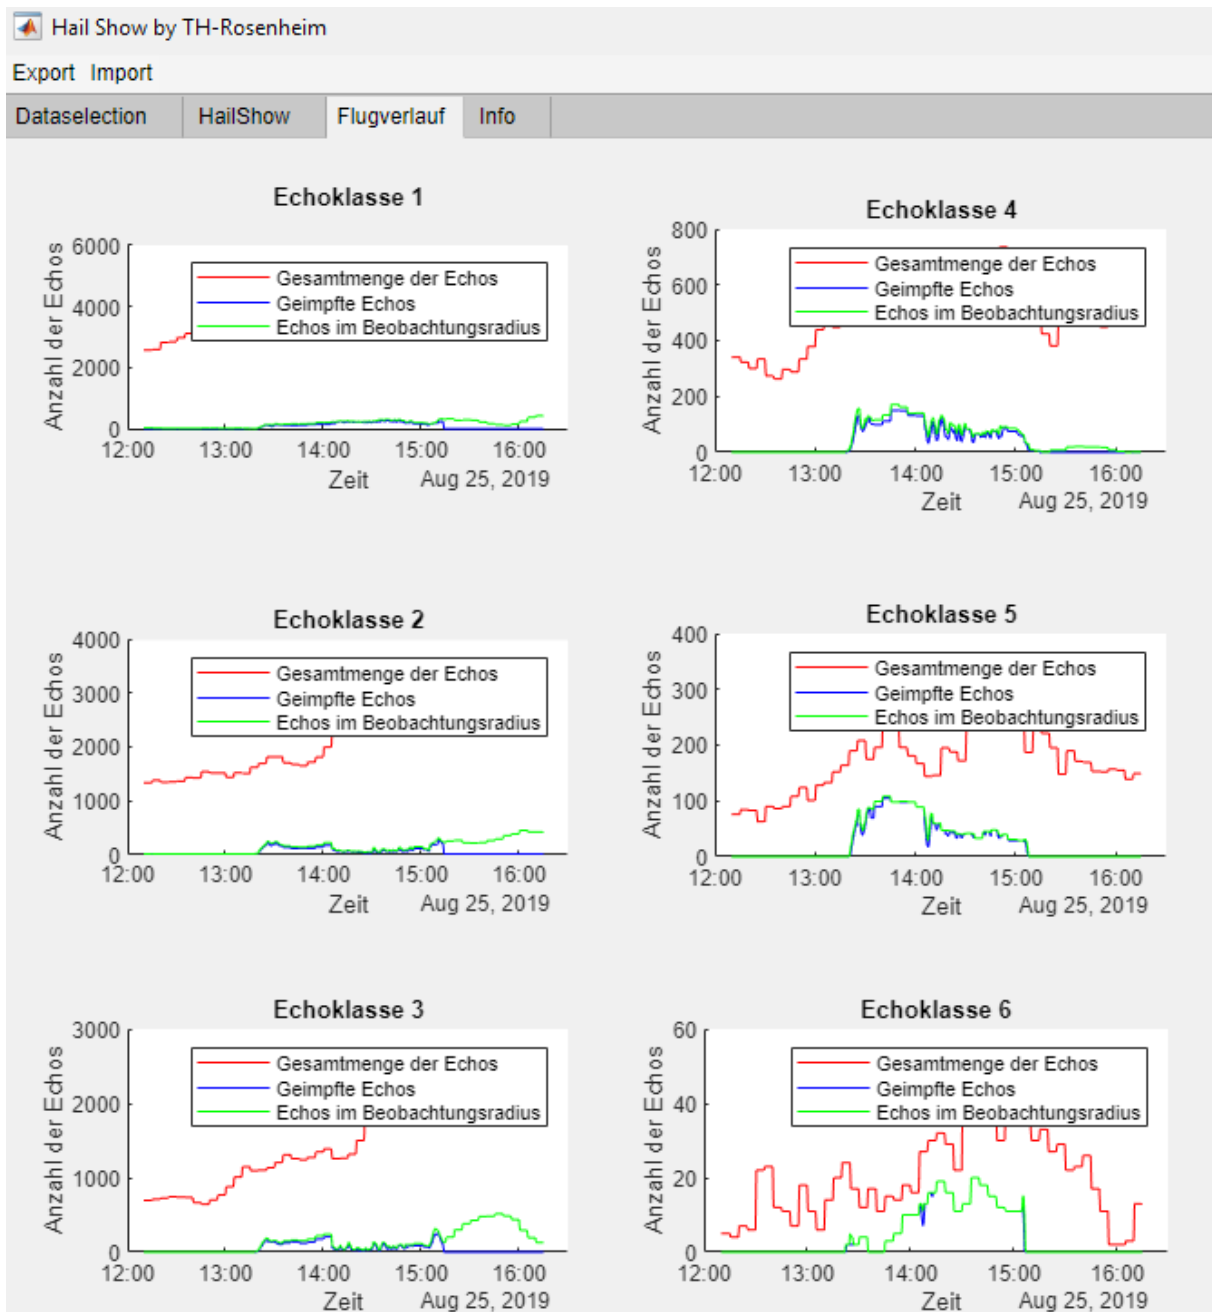 Hail Show by TH-Rosenheim
Export Import
Dataselection HailShow Flugverlauf Info
Echoklasse 1
6000
4000
2000
0
Anzahl der Echos
Gesamtmenge der Echos
Geimpfte Echos
Echos im Beobachtungsradius
12:00 13:00 14:00 15:00 16:00
Zeit Aug 25, 2019
Echoklasse 4
800
600
400
200
0
Anzahl der Echos
Gesamtmenge der Echos
Geimpfte Echos
Echos im Beobachtungsradius
12:00 13:00 14:00 15:00 16:00
Zeit Aug 25, 2019
Echoklasse 2
4000
3000
2000
1000
0
Anzahl der Echos
Gesamtmenge der Echos
Geimpfte Echos
Echos im Beobachtungsradius
12:00 13:00 14:00 15:00 16:00
Zeit Aug 25, 2019
Echoklasse 5
400
300
200
100
0
Anzahl der Echos
Gesamtmenge der Echos
Geimpfte Echos
Echos im Beobachtungsradius
12:00 13:00 14:00 15:00 16:00
Zeit Aug 25, 2019
Echoklasse 3
3000
2000
1000
0
Anzahl der Echos
Gesamtmenge der Echos
Geimpfte Echos
Echos im Beobachtungsradius
12:00 13:00 14:00 15:00 16:00
Zeit Aug 25, 2019
Echoklasse 6
60
40
20
0
Anzahl der Echos
Gesamtmenge der Echos
Geimpfte Echos
Echos im Beobachtungsradius
12:00 13:00 14:00 15:00 16:00
Zeit Aug 25, 2019